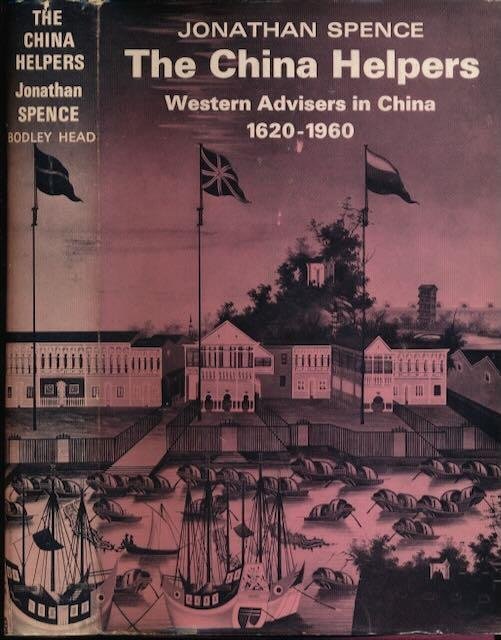 THE
CHINA
HELPERS
Jonathan
SPENCE
BODLEY HEAD
JONATHAN SPENCE
The China Helpers
Western Advisers in China
1620-1960